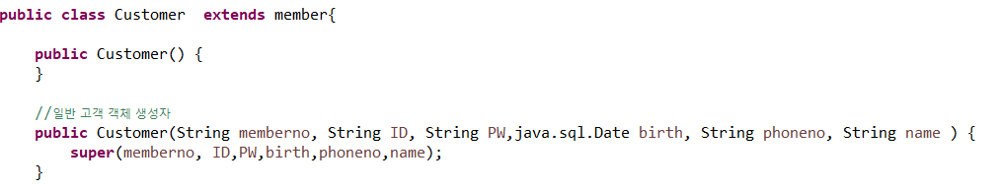 public class Customer  extends member{
public Customer() {
}
//일반 고객 객체 생성자
public Customer(String memberno, String ID, String PW,java.sql.Date birth, String phoneno, String name ) {
super(memberno, ID,PW,birth,phoneno,name);
}